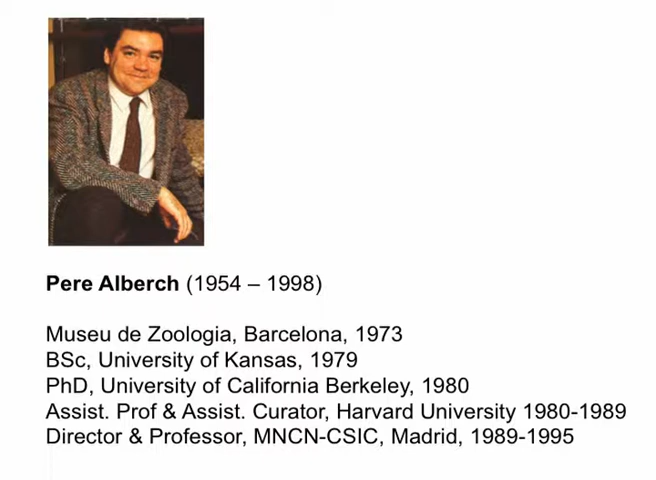 Pere Alberch (1954 – 1998)
Museu de Zoologia, Barcelona, 1973
BSc, University of Kansas, 1979
PhD, University of California Berkeley, 1980
Assist. Prof & Assist. Curator, Harvard University 1980-1989
Director & Professor, MNCN-CSIC, Madrid, 1989-1995